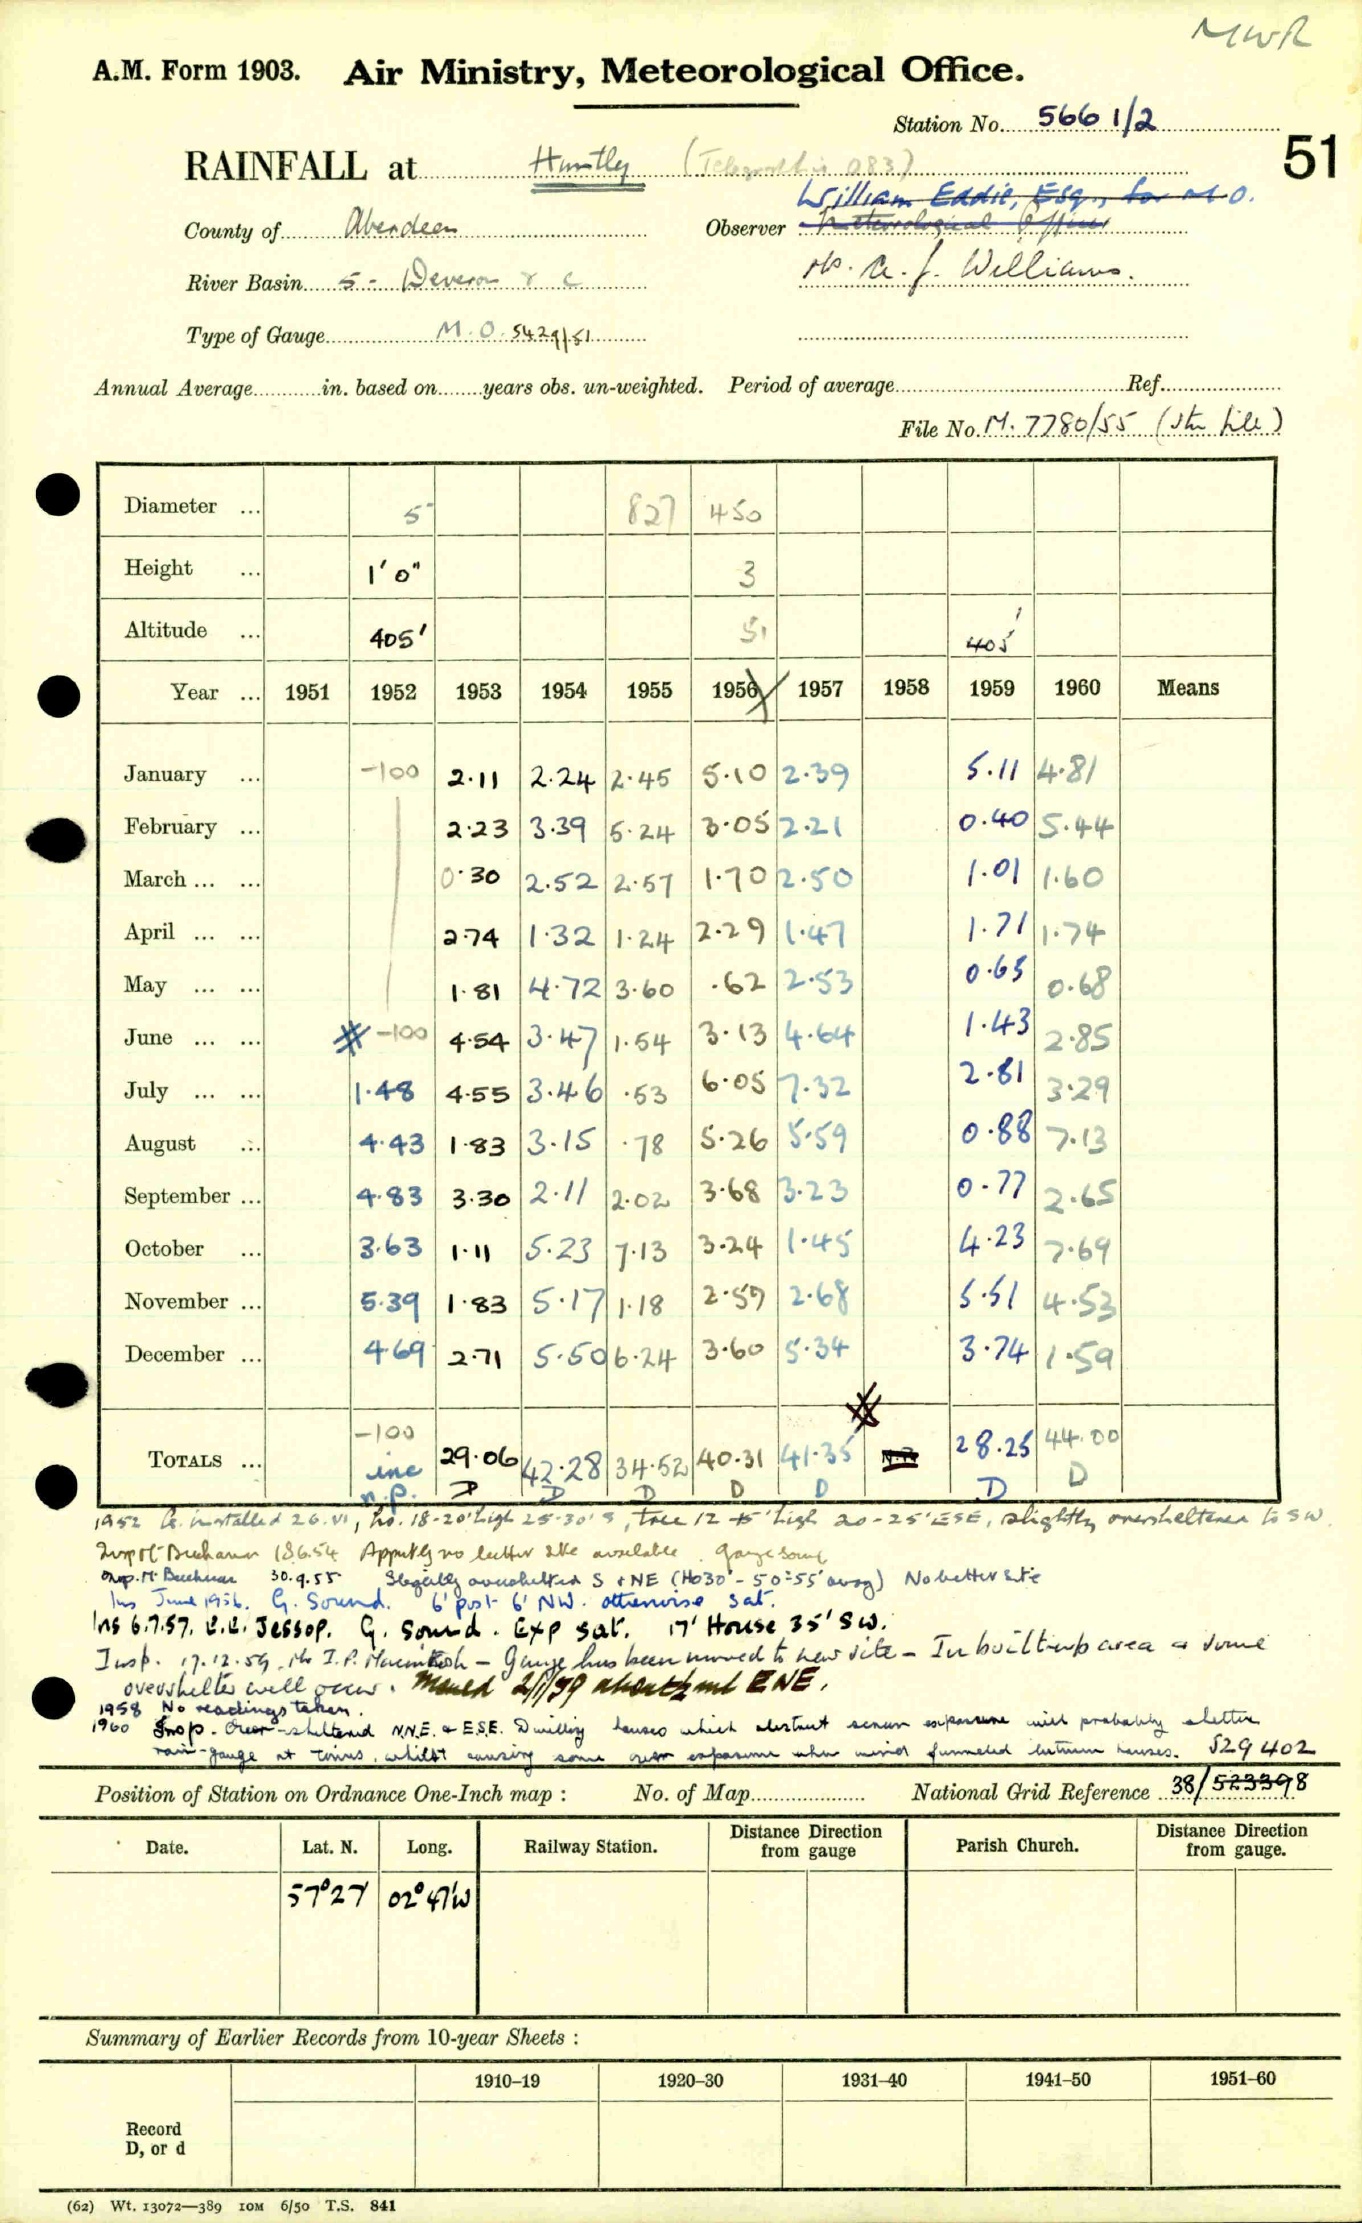 MWR
A.M. Form 1903. Air Ministry, Meteorological Office.
Station No. 5661/2
51
RAINFALL at Huntly (Telegraphic 083)
William Eddie, Esq., for M.O.
County of Aberdeen Observer Meteorological Office
River Basin 5 - Deveron & c A. J. Williams.
Type of Gauge M.O. 5429/51
Annual Average in. based on years obs. un-weighted. Period of average Ref.
File No. M. 7780/55 (Stn file)
Diameter ... 5 827 450
Height ... 1' 0" 3
Altitude ... 405' 51 405'
Year ... 1951 1952 1953 1954 1955 1956 1957 1958 1959 1960 Means
January ... -100 2.11 2.24 2.45 5.10 2.39 5.11 4.81
February ... 2.23 3.39 5.24 3.05 2.21 0.40 5.44
March ... ... 0.30 2.52 2.57 1.70 2.50 1.01 1.60
April ... ... 2.74 1.32 1.24 2.29 1.47 1.71 1.74
May ... ... 1.81 4.72 3.60 .62 2.53 0.65 0.68
June ... ... -100 4.54 3.47 1.54 3.13 4.64 1.43 2.85
July ... ... 1.48 4.55 3.46 .53 6.05 7.32 2.81 3.29
August ... 4.43 1.83 3.15 .78 5.26 5.59 0.88 7.13
September ... 4.83 3.30 2.11 2.02 3.68 3.23 0.77 2.65
October ... 3.63 1.11 5.23 7.13 3.24 1.45 4.23 7.69
November ... 5.39 1.83 5.17 1.18 2.59 2.68 5.51 4.53
December ... 4.69 2.71 5.50 6.24 3.60 5.34 3.74 1.59
-100
TOTALS ... inc 29.06 42.28 34.52 40.31 41.35 28.25 44.00
n.p. D D D D D D D
1952 G. installed 26.VI, ho. 18-20' high 25-30' S, tree 12-15' high 20-25' ESE, slightly oversheltered to SW.
Insp. Mr Buchanan 18.6.54 Apprtly no better site available. Gauge sound
Insp. Mr Buchanan 30.9.55 Slightly oversheltered S & NE (Ho 30' - 50-55' away) No better site
Ins June 1956. G. Sound. 6' post 6' NW. otherwise sat.
Ins 6.7.57. Jessop. G. Sound. Exp sat. 17' House 35' SW.
Insp. 17.12.59. Mr I. P. Macintosh - Gauge has been moved to new site - In built-up area & some
overshelter will occur. Moved 2/1/59 about ½ ml ENE.
1958 No readings taken.
1960 Insp. Over-sheltered N.N.E. & E.S.E. Dwelling houses which obstruct sensor exposure will probably shelter
rain-gauge at times, whilst causing some over exposure when wind funneled between houses. 529 402
Position of Station on Ordnance One-Inch map : No. of Map National Grid Reference 38/523398
Date. Lat. N. Long. Railway Station. Distance from Direction gauge Parish Church. Distance from Direction gauge.
57°27' 02°47'W
Summary of Earlier Records from 10-year Sheets :
1910–19 1920–30 1931–40 1941–50 1951–60
Record
D, or d
(62) Wt. 13072—389 10M 6/50 T.S. 841